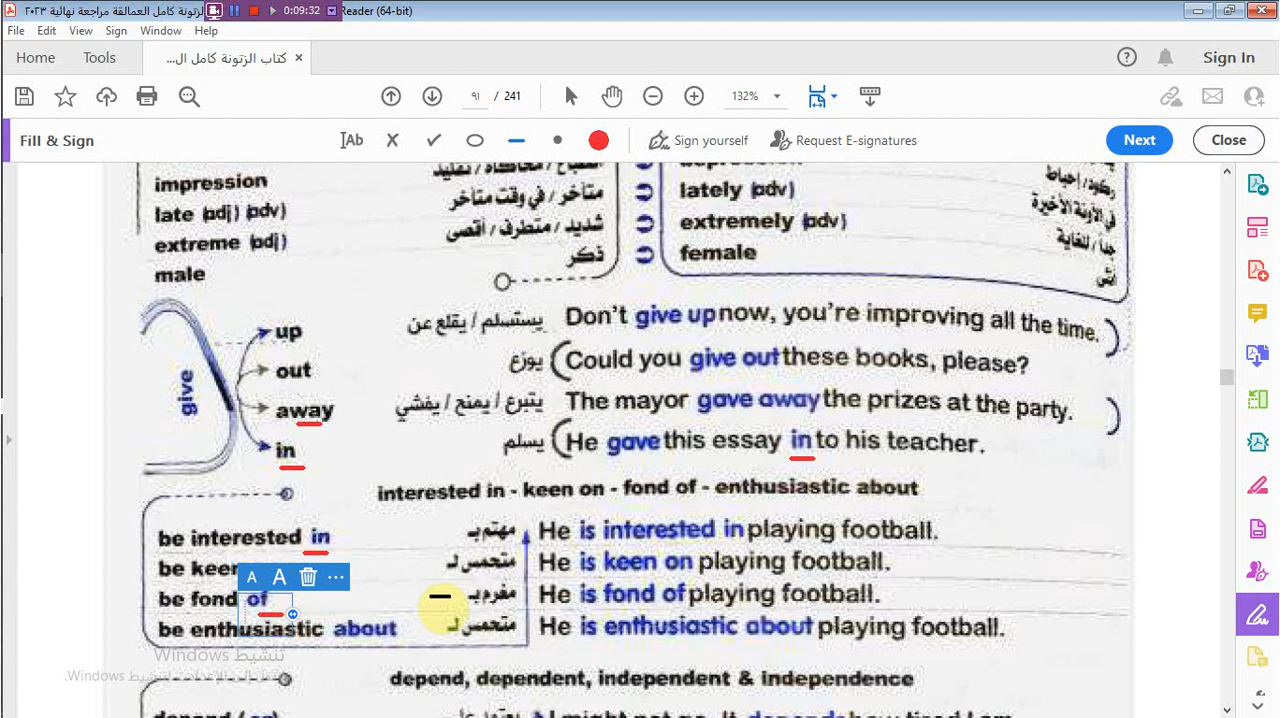 الزتونة كامل العمالقة مراجعة نهائية ٢٠٢٣ 0:09:32 Reader (64-bit)
File Edit View Sign Window Help
Home Tools كتاب الزتونة كامل ال... × Sign In
٩١ / 241 132%
Fill & Sign Ab Sign yourself Request E-signatures Next Close
impression
late (adj) (adv) متأخر / في وقت متأخر lately (adv) في الآونة الأخيرة
extreme (adj) شديد / متطرف / أقصى extremely (adv) جدا / للغاية
male ذكر female
give
up يستسلم / يقلع عن Don't give up now, you're improving all the time.
out يوزع Could you give out these books, please?
away يتبرع / يمنح / يفشي The mayor gave away the prizes at the party.
in يسلم He gave this essay in to his teacher.
interested in - keen on - fond of - enthusiastic about
be interested in مهتم بـ He is interested in playing football.
be keen متحمس لـ He is keen on playing football.
A A ...
be fond of مغرم بـ He is fond of playing football.
be enthusiastic about متحمس لـ He is enthusiastic about playing football.
تنشيط Windows
depend, dependent, independent & independence